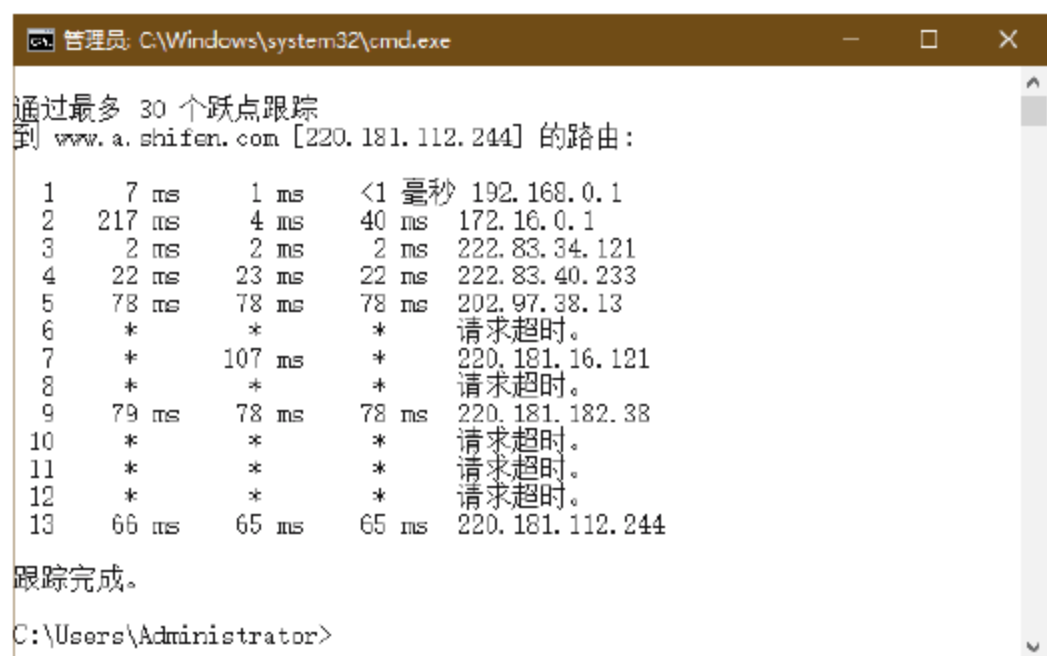 管理员: C:\Windows\system32\cmd.exe
通过最多 30 个跃点跟踪
到 www.a.shifen.com [220.181.112.244] 的路由:
1 7 ms 1 ms <1 毫秒 192.168.0.1
2 217 ms 4 ms 40 ms 172.16.0.1
3 2 ms 2 ms 2 ms 222.83.34.121
4 22 ms 23 ms 22 ms 222.83.40.233
5 78 ms 78 ms 78 ms 202.97.38.13
6 * * * 请求超时。
7 * 107 ms * 220.181.16.121
8 * * * 请求超时。
9 79 ms 78 ms 78 ms 220.181.182.38
10 * * * 请求超时。
11 * * * 请求超时。
12 * * * 请求超时。
13 66 ms 65 ms 65 ms 220.181.112.244
跟踪完成。
C:\Users\Administrator>